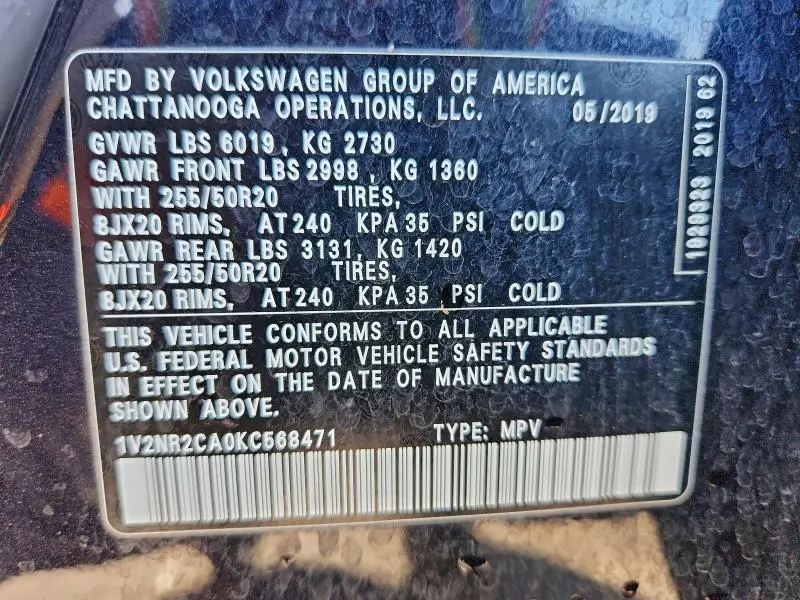 MFD BY VOLKSWAGEN GROUP OF AMERICA
CHATTANOOGA OPERATIONS, LLC. 05/2019
GVWR LBS 6019, KG 2730
GAWR FRONT LBS 2998, KG 1360
WITH 255/50R20 TIRES,
8JX20 RIMS, AT 240 KPA 35 PSI COLD
GAWR REAR LBS 3131, KG 1420
WITH 255/50R20 TIRES,
8JX20 RIMS, AT 240 KPA 35 PSI COLD
THIS VEHICLE CONFORMS TO ALL APPLICABLE
U.S. FEDERAL MOTOR VEHICLE SAFETY STANDARDS
IN EFFECT ON THE DATE OF MANUFACTURE
SHOWN ABOVE.
1V2NR2CA0KC568471 TYPE: MPV
1020323 2019 62